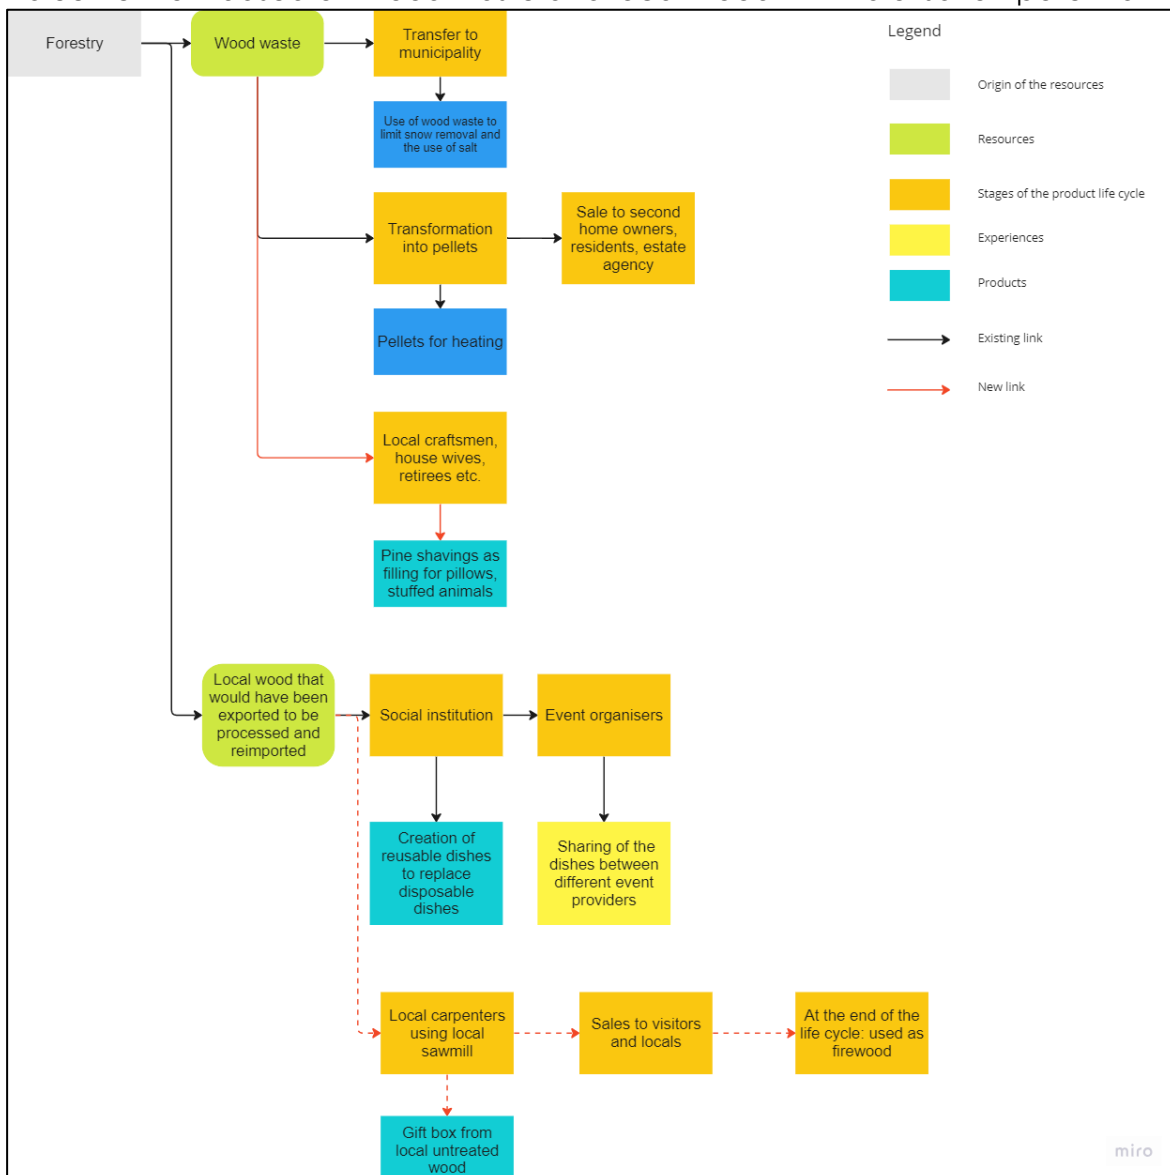 Forestry
Wood waste
Transfer to
municipality
Use of wood waste to
limit snow removal and
the use of salt
Transformation
into pellets
Sale to second
home owners,
residents, estate
agency
Pellets for heating
Local craftsmen,
house wives,
retirees etc.
Pine shavings as
filling for pillows,
stuffed animals
Local wood that
would have been
exported to be
processed and
reimported
Social institution
Event organisers
Creation of
reusable dishes
to replace
disposable
dishes
Sharing of the
dishes between
different event
providers
Local carpenters
using local
sawmill
Sales to visitors
and locals
At the end of the
life cycle: used as
firewood
Gift box from
local untreated
wood
Legend
Origin of the resources
Resources
Stages of the product life cycle
Experiences
Products
Existing link
New link
miro